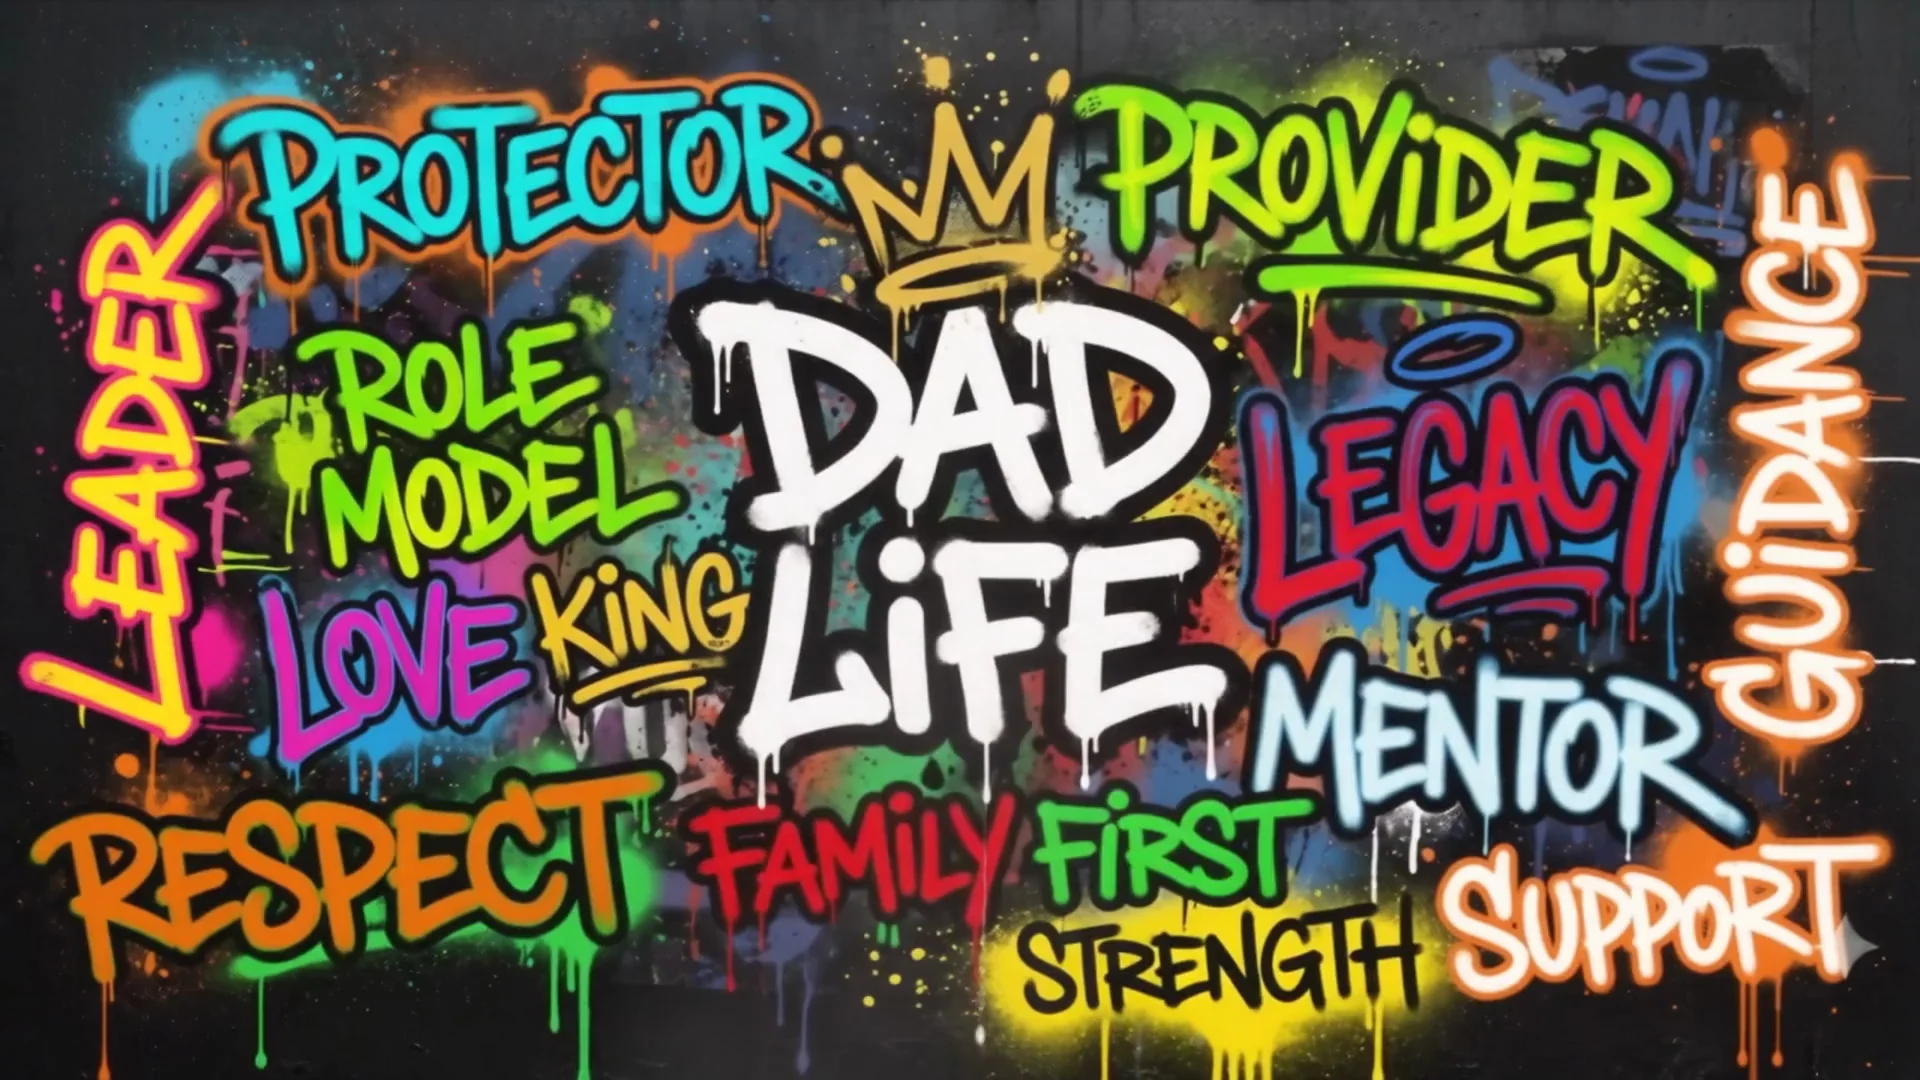 PROTECTOR
PROVIDER
LEADER
GUIDANCE
ROLE
MODEL
DAD
LIFE
LEGACY
LOVE
KING
MENTOR
RESPECT
FAMILY FIRST
STRENGTH
SUPPORT